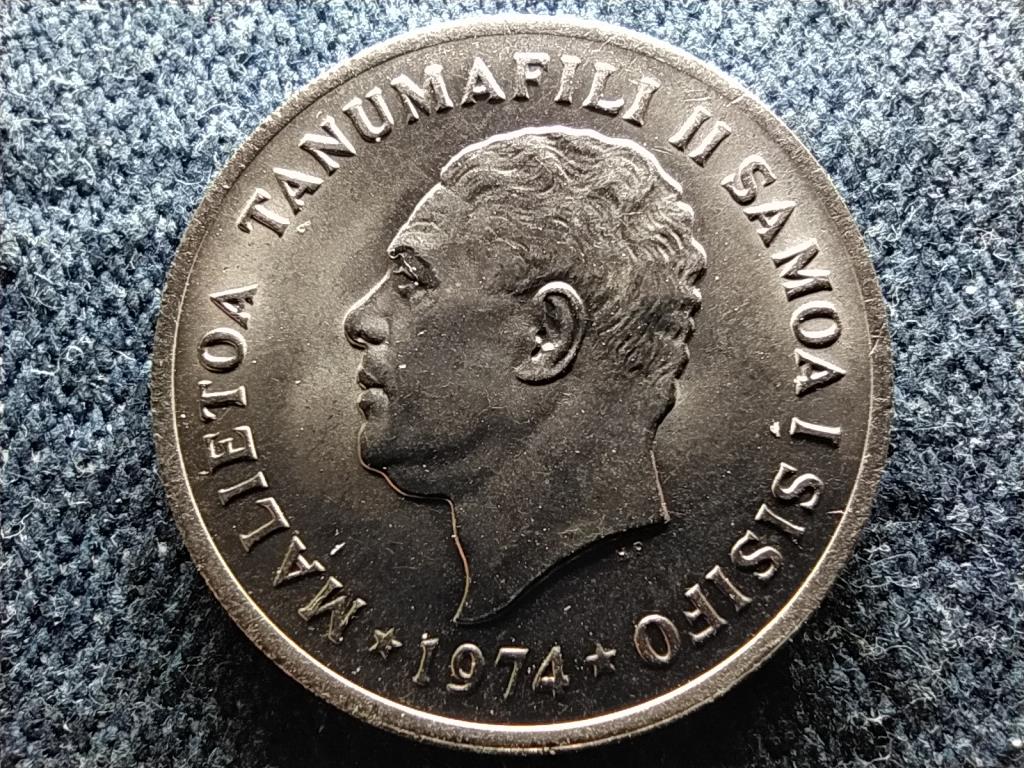 MALIETOA TANUMAFILI II SAMOA I SISIFO
★ 1974 ★